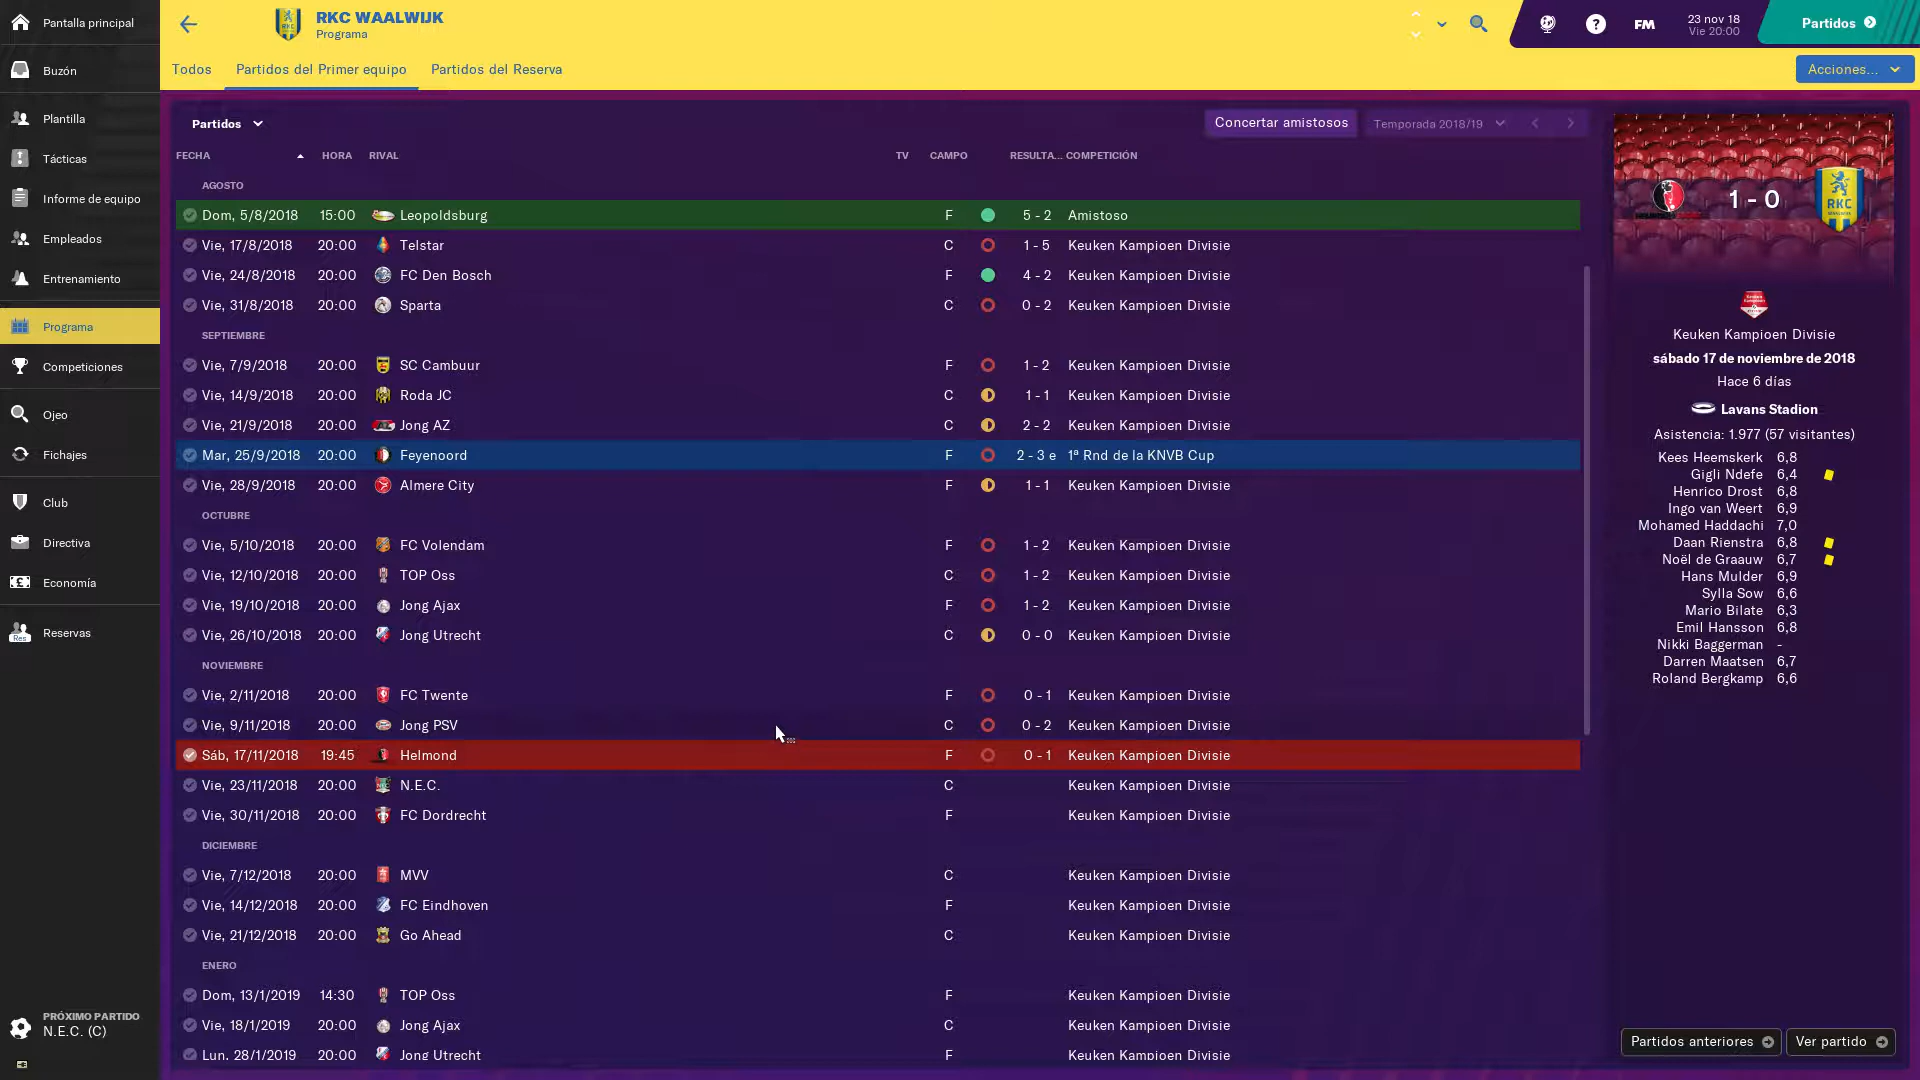 Pantalla principal
Buzón
Plantilla
Tácticas
Informe de equipo
Empleados
Entrenamiento
Programa
Competiciones
Ojeo
Fichajes
Club
Directiva
Economía
Res
Reservas
PRÓXIMO PARTIDO
N.E.C. (C)
RKC WAALWIJK
Programa
FM
23 nov 18
Vie 20:00
Partidos
Todos Partidos del Primer equipo Partidos del Reserva
Acciones...
Partidos
Concertar amistosos
Temporada 2018/19
FECHA HORA RIVAL TV CAMPO RESULTA... COMPETICIÓN
AGOSTO
Dom, 5/8/2018 15:00 Leopoldsburg F 5 - 2 Amistoso
Vie, 17/8/2018 20:00 Telstar C 1 - 5 Keuken Kampioen Divisie
Vie, 24/8/2018 20:00 FC Den Bosch F 4 - 2 Keuken Kampioen Divisie
Vie, 31/8/2018 20:00 Sparta C 0 - 2 Keuken Kampioen Divisie
SEPTIEMBRE
Vie, 7/9/2018 20:00 SC Cambuur F 1 - 2 Keuken Kampioen Divisie
Vie, 14/9/2018 20:00 Roda JC C 1 - 1 Keuken Kampioen Divisie
Vie, 21/9/2018 20:00 Jong AZ C 2 - 2 Keuken Kampioen Divisie
Mar, 25/9/2018 20:00 Feyenoord F 2 - 3 e 1ª Rnd de la KNVB Cup
Vie, 28/9/2018 20:00 Almere City F 1 - 1 Keuken Kampioen Divisie
OCTUBRE
Vie, 5/10/2018 20:00 FC Volendam F 1 - 2 Keuken Kampioen Divisie
Vie, 12/10/2018 20:00 TOP Oss C 1 - 2 Keuken Kampioen Divisie
Vie, 19/10/2018 20:00 Jong Ajax F 1 - 2 Keuken Kampioen Divisie
Vie, 26/10/2018 20:00 Jong Utrecht C 0 - 0 Keuken Kampioen Divisie
NOVIEMBRE
Vie, 2/11/2018 20:00 FC Twente F 0 - 1 Keuken Kampioen Divisie
Vie, 9/11/2018 20:00 Jong PSV C 0 - 2 Keuken Kampioen Divisie
Sáb, 17/11/2018 19:45 Helmond F 0 - 1 Keuken Kampioen Divisie
Vie, 23/11/2018 20:00 N.E.C. C Keuken Kampioen Divisie
Vie, 30/11/2018 20:00 FC Dordrecht F Keuken Kampioen Divisie
DICIEMBRE
Vie, 7/12/2018 20:00 MVV C Keuken Kampioen Divisie
Vie, 14/12/2018 20:00 FC Eindhoven F Keuken Kampioen Divisie
Vie, 21/12/2018 20:00 Go Ahead C Keuken Kampioen Divisie
ENERO
Dom, 13/1/2019 14:30 TOP Oss F Keuken Kampioen Divisie
Vie, 18/1/2019 20:00 Jong Ajax C Keuken Kampioen Divisie
Lun, 28/1/2019 20:00 Jong Utrecht F Keuken Kampioen Divisie
1 - 0
RKC
Keuken Kampioen Divisie
sábado 17 de noviembre de 2018
Hace 6 días
Lavans Stadion
Asistencia: 1.977 (57 visitantes)
Kees Heemskerk 6,8
Gigli Ndefe 6,4
Henrico Drost 6,8
Ingo van Weert 6,9
Mohamed Haddachi 7,0
Daan Rienstra 6,8
Noël de Graauw 6,7
Hans Mulder 6,9
Sylla Sow 6,6
Mario Bilate 6,3
Emil Hansson 6,8
Nikki Baggerman -
Darren Maatsen 6,7
Roland Bergkamp 6,6
Partidos anteriores
Ver partido